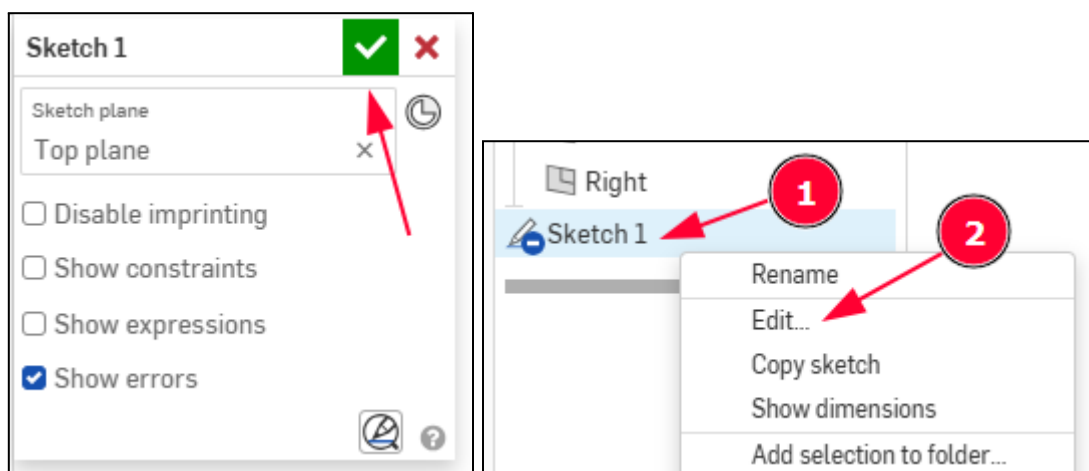 Sketch 1
Sketch plane
Top plane
Disable imprinting
Show constraints
Show expressions
Show errors
?
Right
1
Sketch 1
2
Rename
Edit...
Copy sketch
Show dimensions
Add selection to folder...